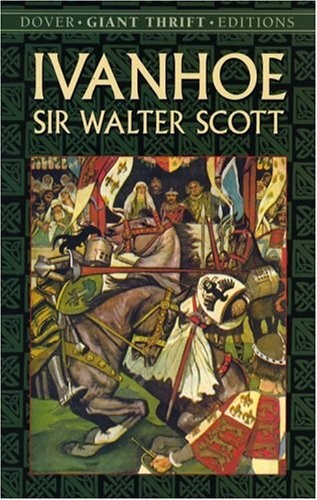 DOVER · GIANT THRIFT · EDITIONS
IVANHOE
SIR WALTER SCOTT